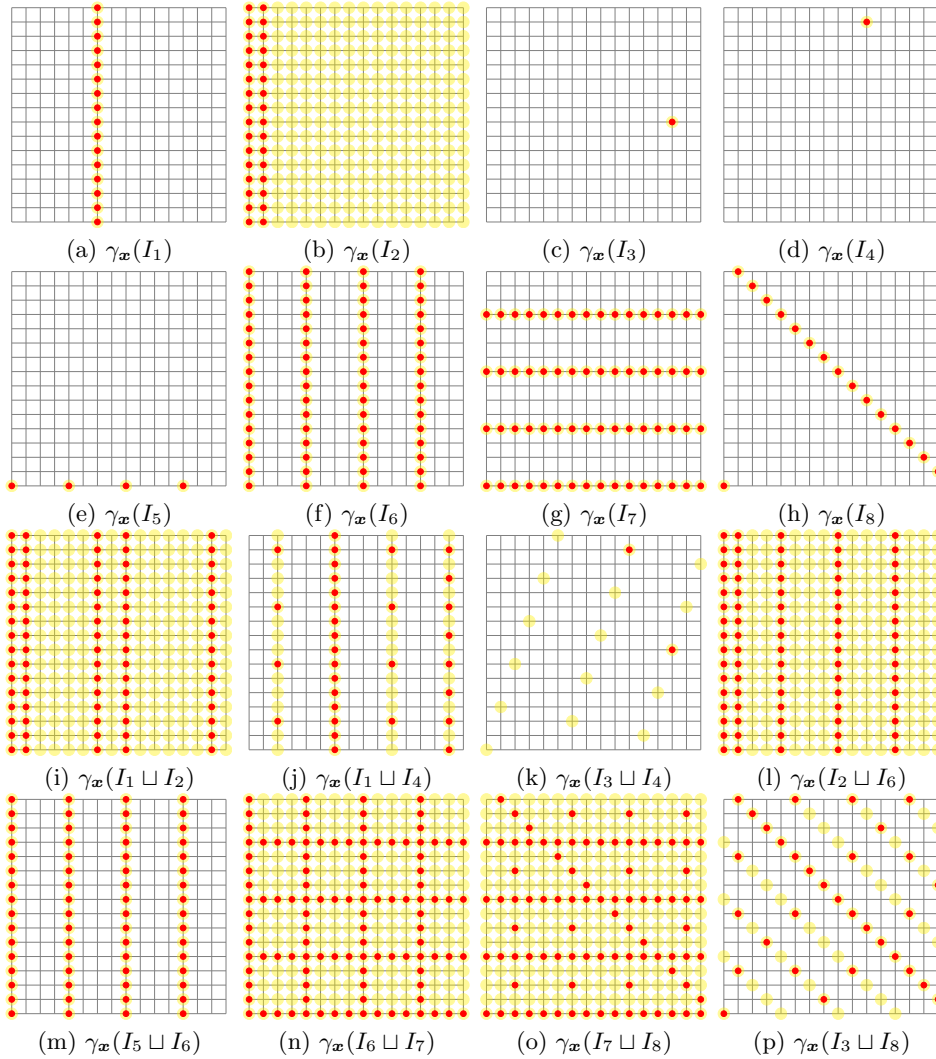 (a) γₓ(I₁) (b) γₓ(I₂) (c) γₓ(I₃) (d) γₓ(I₄)
(e) γₓ(I₅) (f) γₓ(I₆) (g) γₓ(I₇) (h) γₓ(I₈)
(i) γₓ(I₁ ⊔ I₂) (j) γₓ(I₁ ⊔ I₄) (k) γₓ(I₃ ⊔ I₄) (l) γₓ(I₂ ⊔ I₆)
(m) γₓ(I₅ ⊔ I₆) (n) γₓ(I₆ ⊔ I₇) (o) γₓ(I₇ ⊔ I₈) (p) γₓ(I₃ ⊔ I₈)